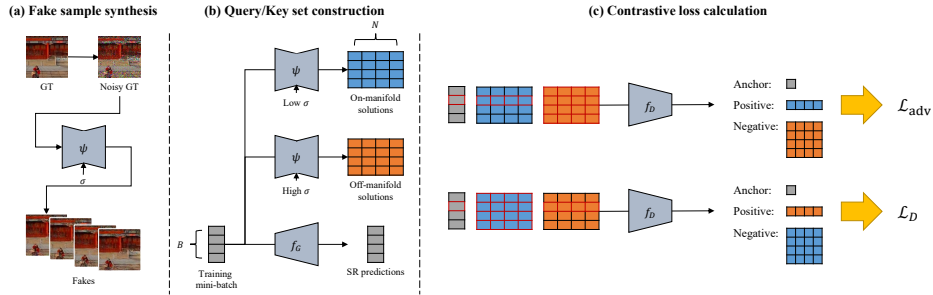 (a) Fake sample synthesis
GT
Noisy GT
ψ
σ
Fakes
(b) Query/Key set construction
N
ψ
Low σ
On-manifold
solutions
ψ
High σ
Off-manifold
solutions
B
f_G
Training
mini-batch
SR predictions
(c) Contrastive loss calculation
f_D
Anchor:
Positive:
Negative:
ℒ_adv
f_D
Anchor:
Positive:
Negative:
ℒ_D